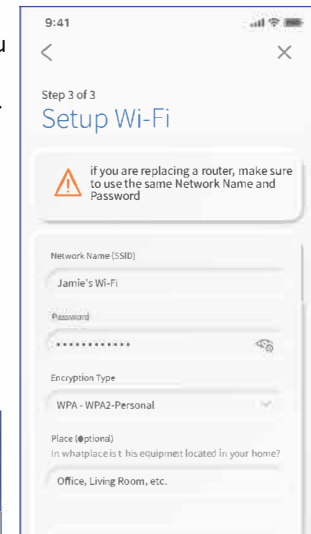 9:41
u
.
Step 3 of 3
Setup Wi-Fi
if you are replacing a router, make sure
to use the same Network Name and
Password
Network Name (SSID)
Jamie's Wi-Fi
Password
••••••••••••
Encryption Type
WPA - WPA2-Personal
Place (Optional)
In whatplace is t his equipment located in your home?
Office, Living Room, etc.